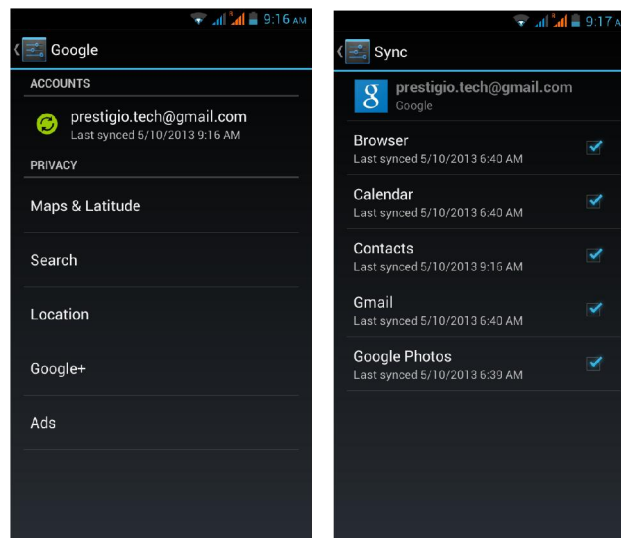 9:16 AM
Google
ACCOUNTS
prestigio.tech@gmail.com
Last synced 5/10/2013 9:16 AM
PRIVACY
Maps & Latitude
Search
Location
Google+
Ads
9:17 A
Sync
g
prestigio.tech@gmail.com
Google
Browser
Last synced 5/10/2013 6:40 AM
Calendar
Last synced 5/10/2013 6:40 AM
Contacts
Last synced 5/10/2013 9:16 AM
Gmail
Last synced 5/10/2013 6:40 AM
Google Photos
Last synced 5/10/2013 6:39 AM